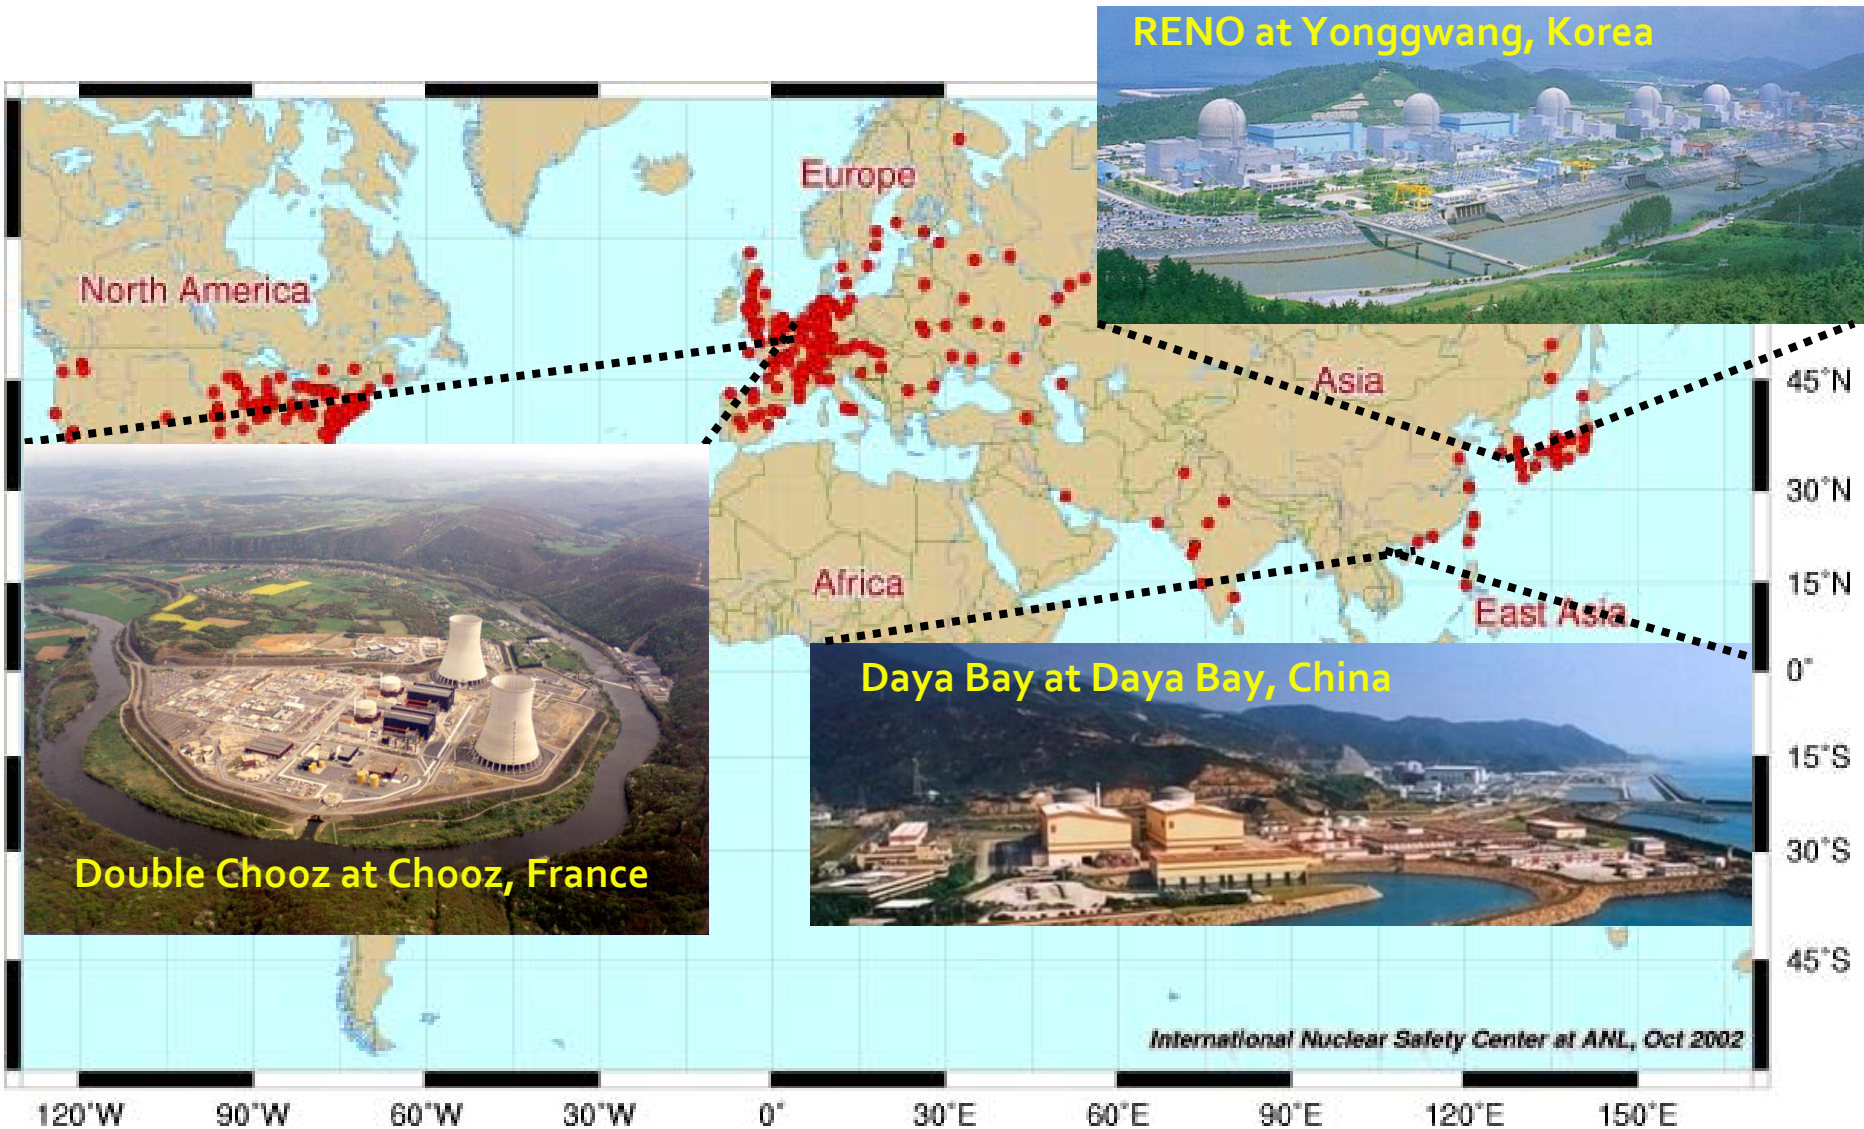 RENO at Yonggwang, Korea
Europe
North America
Asia
45°N
30°N
Africa
15°N
East Asia
0°
Daya Bay at Daya Bay, China
15°S
30°S
Double Chooz at Chooz, France
45°S
International Nuclear Safety Center at ANL, Oct 2002
120°W 90°W 60°W 30°W 0° 30°E 60°E 90°E 120°E 150°E